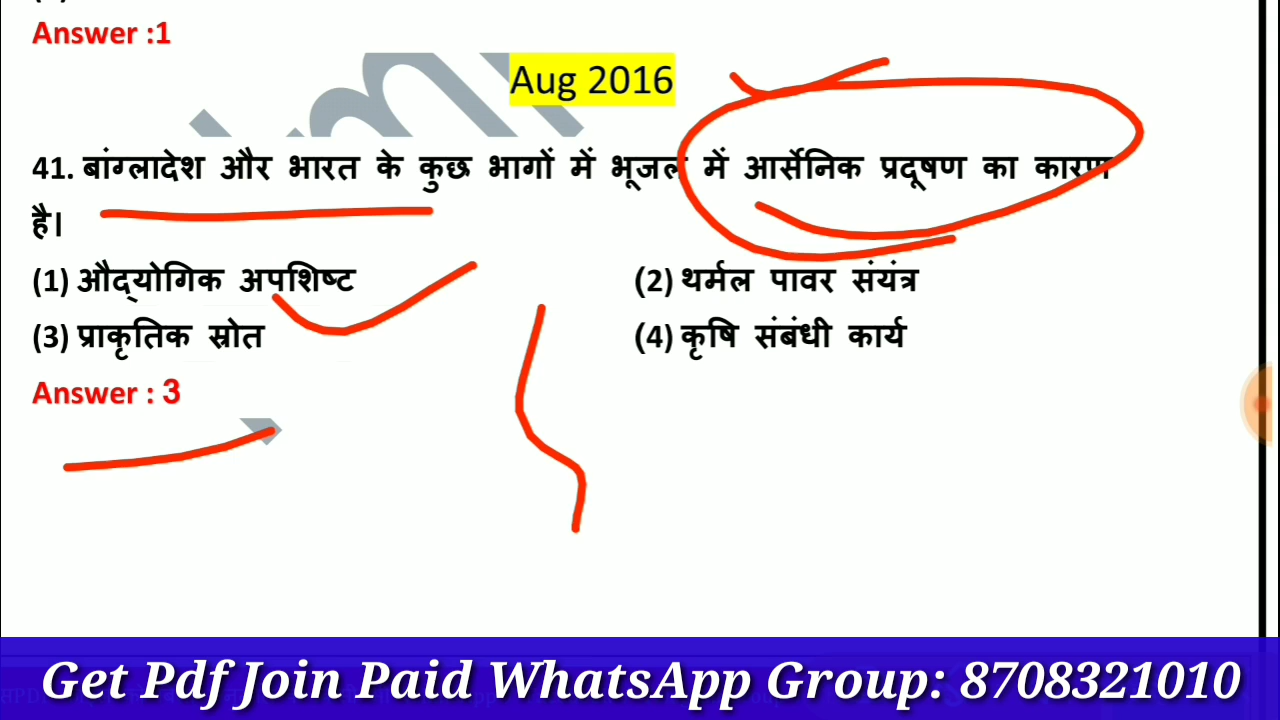 Answer :1
Aug 2016
41. बांग्लादेश और भारत के कुछ भागों में भूजल में आर्सेनिक प्रदूषण का कारण
है।
(1) औद्योगिक अपशिष्ट (2) थर्मल पावर संयंत्र
(3) प्राकृतिक स्रोत (4) कृषि संबंधी कार्य
Answer : 3
Get Pdf Join Paid WhatsApp Group: 8708321010